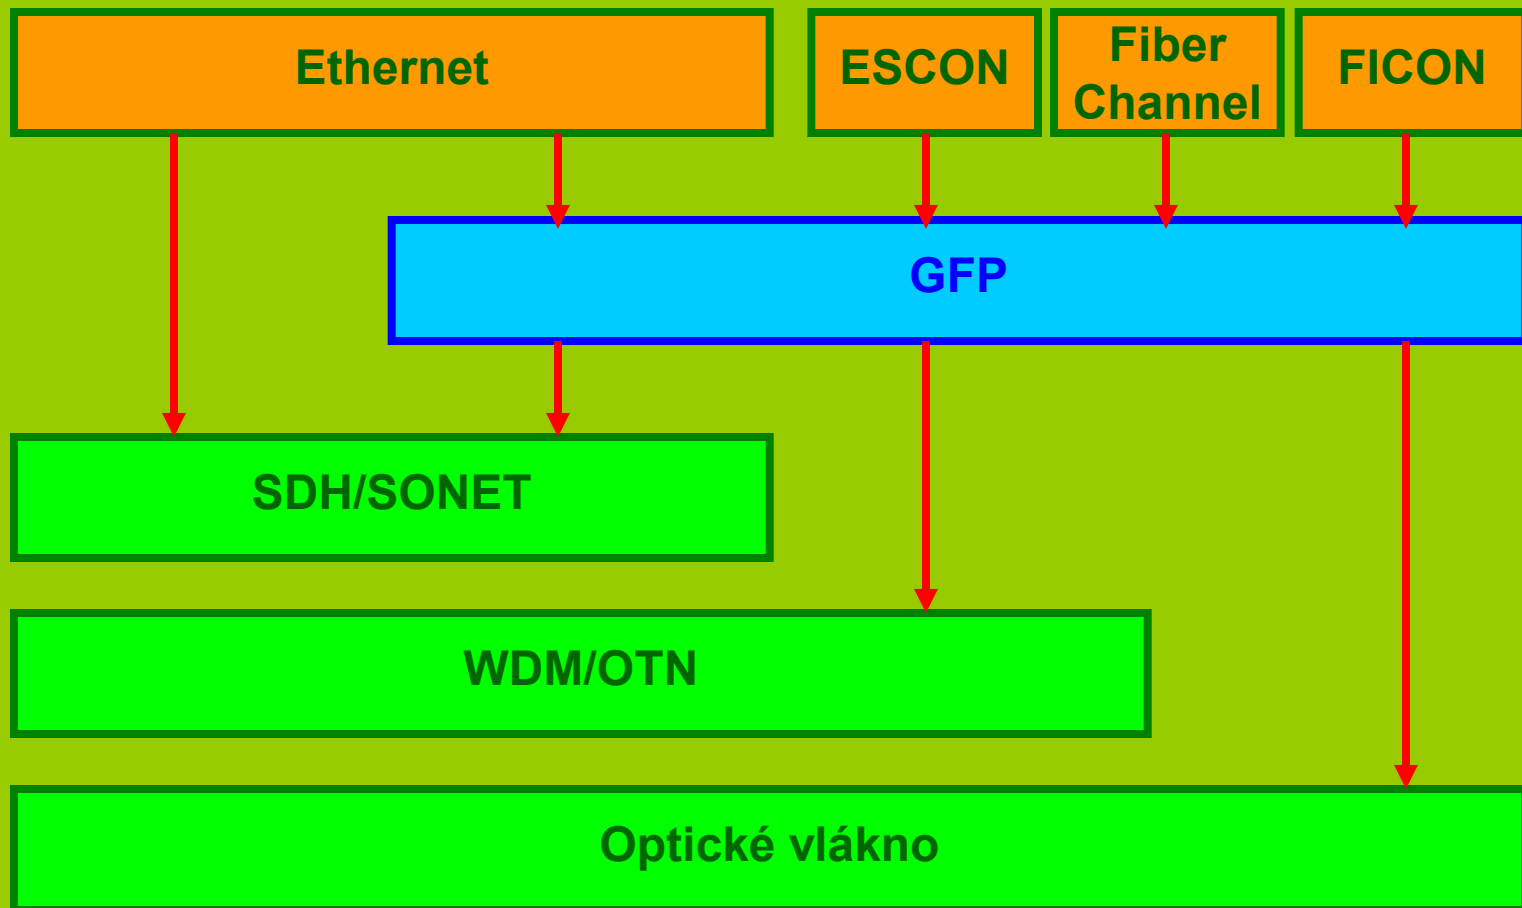 Ethernet
ESCON
Fiber
Channel
FICON
GFP
SDH/SONET
WDM/OTN
Optické vlákno